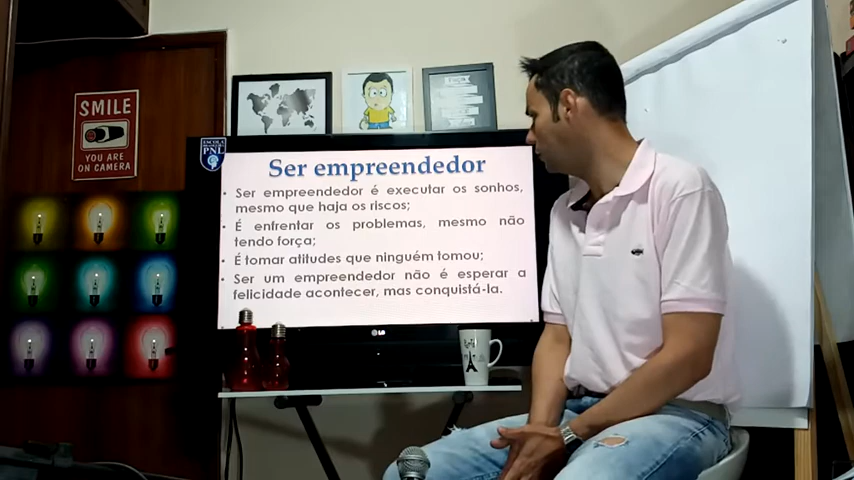 SMILE
YOU ARE
ON CAMERA
ESCOLA
PNL
Ser empreendedor
• Ser empreendedor é executar os sonhos,
mesmo que haja os riscos;
• É enfrentar os problemas, mesmo não
tendo força;
• É tomar atitudes que ninguém tomou;
• Ser um empreendedor não é esperar a
felicidade acontecer, mas conquistá-la.
LG